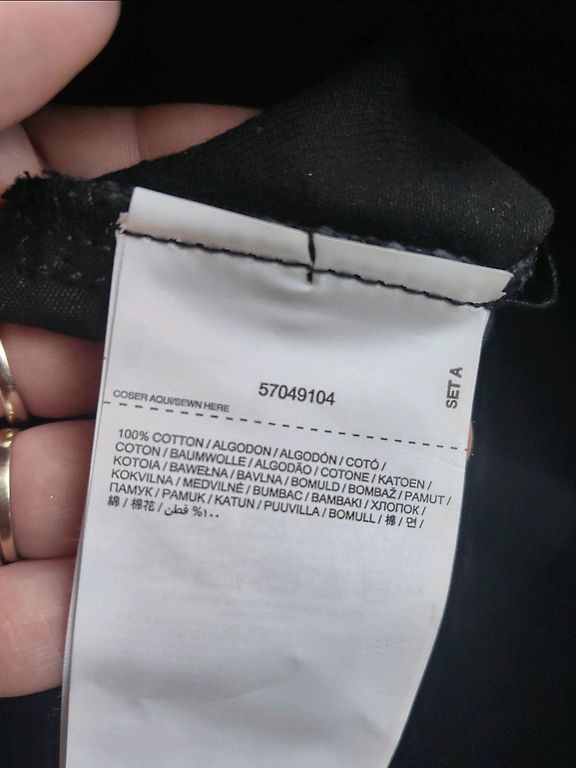 57049104
SET A
COSER AQUI/SEWN HERE
100% COTTON / ALGODON / ALGODÓN / COTÓ /
COTON / BAUMWOLLE / ALGODÃO / COTONE / KATOEN /
KOTOIA / BAWEŁNA / BAVLNA / BOMULD / BOMBAŽ / PAMUT /
KOKVILNA / MEDVILNĖ / BUMBAC / BAMBAKI / ХЛОПОК /
ПАМУК / PAMUK / KATUN / PUUVILLA / BOMULL / 棉 / 면 /
綿 / 棉花 / قطن %١٠٠